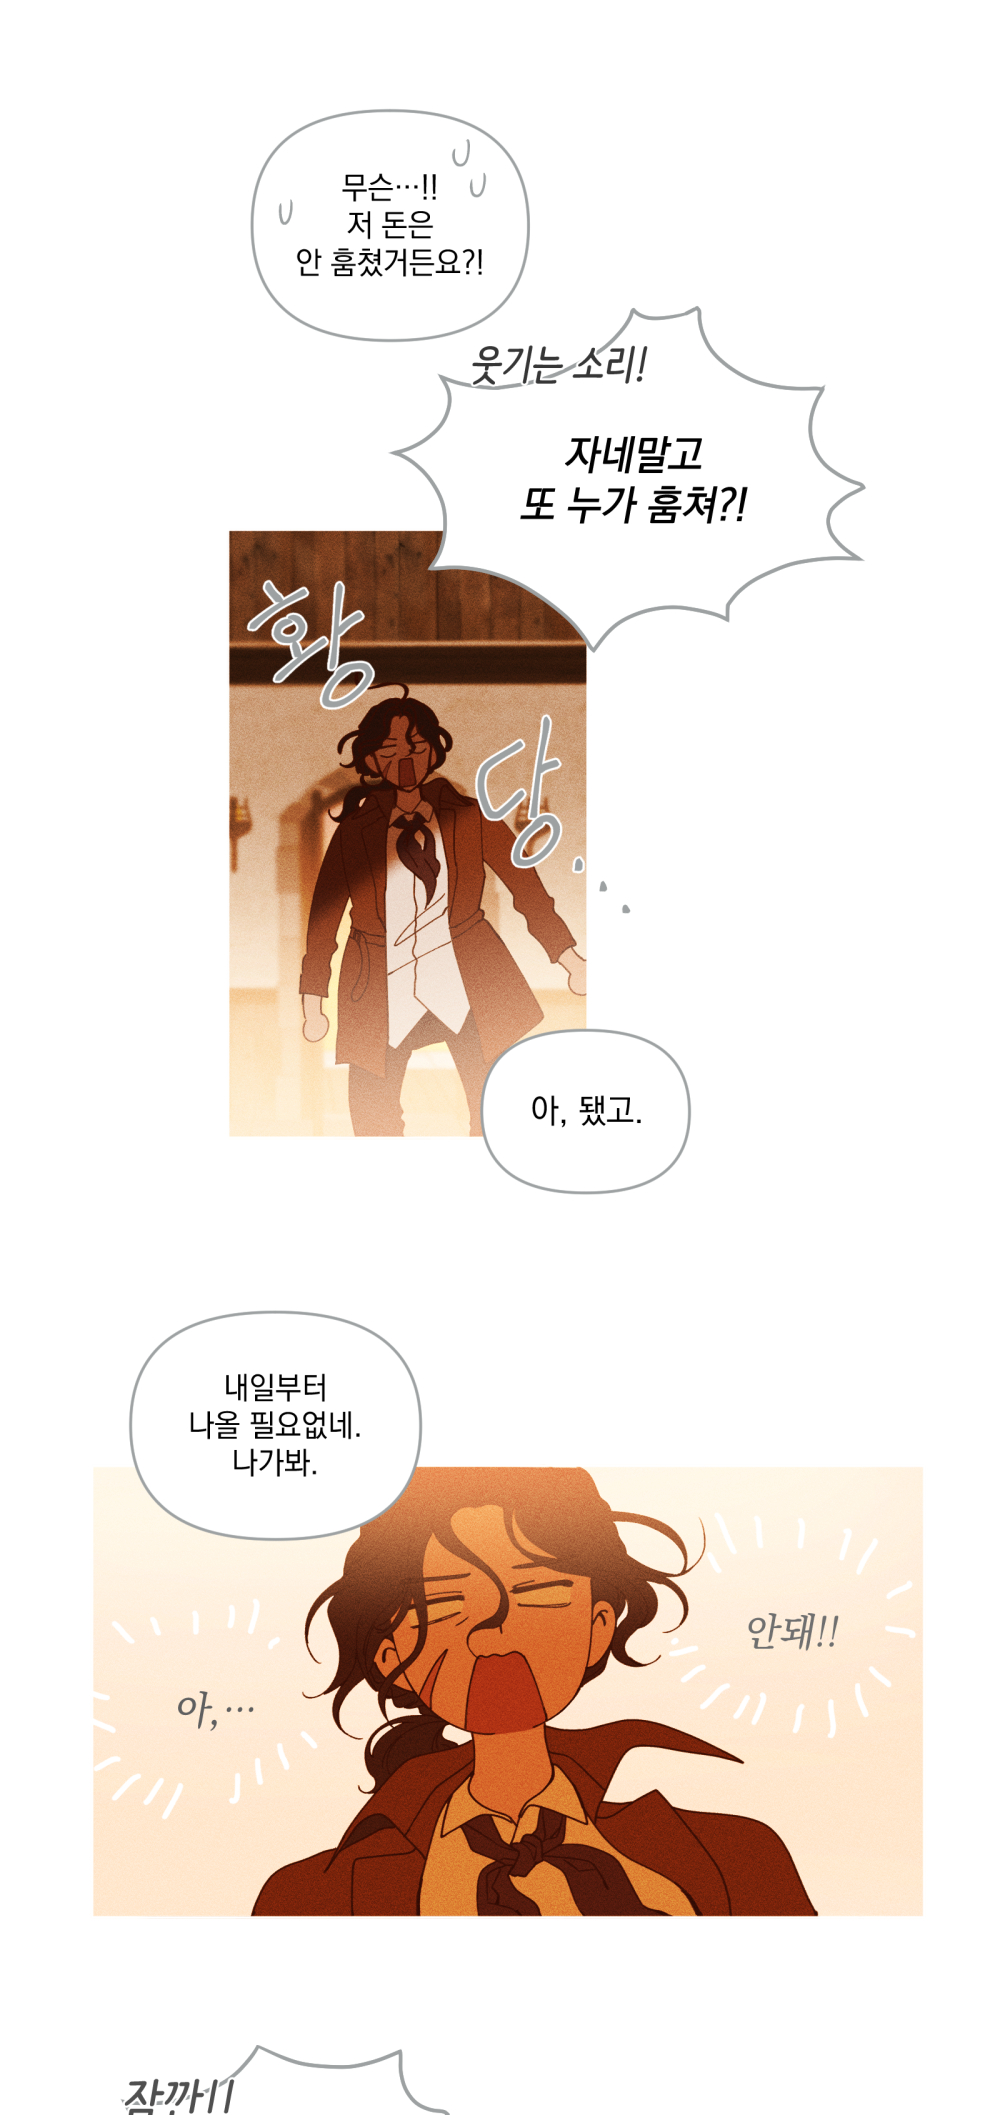 무슨…!!
저 돈은
안 훔쳤거든요?!
웃기는 소리!
자네말고
또 누가 훔쳐?!
황
당...
아, 됐고.
내일부터
나올 필요없네.
나가봐.
안돼!!
아,…
잠깐!!